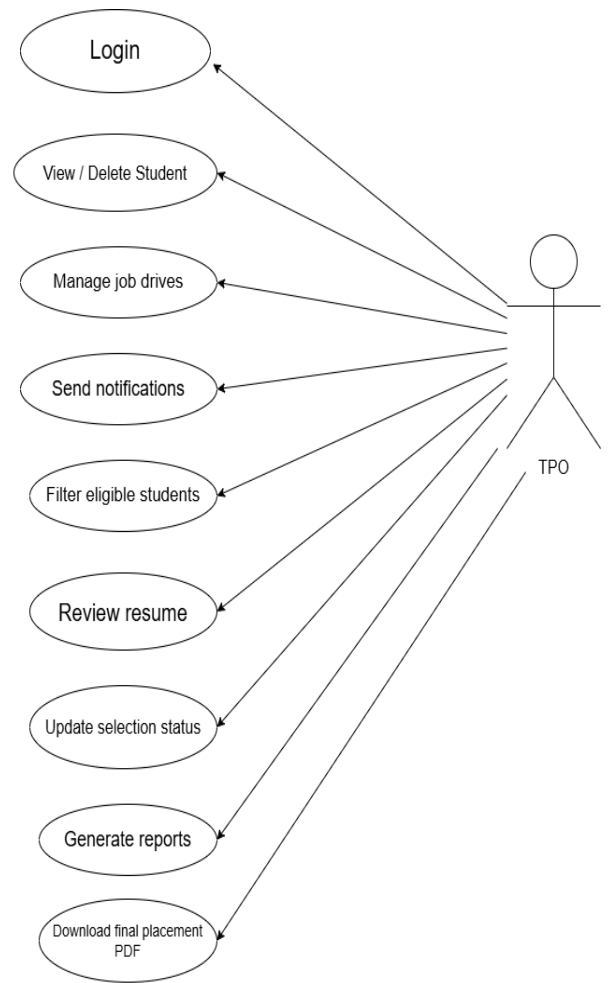 Login
View / Delete Student
Manage job drives
Send notifications
Filter eligible students
TPO
Review resume
Update selection status
Generate reports
Download final placement
PDF